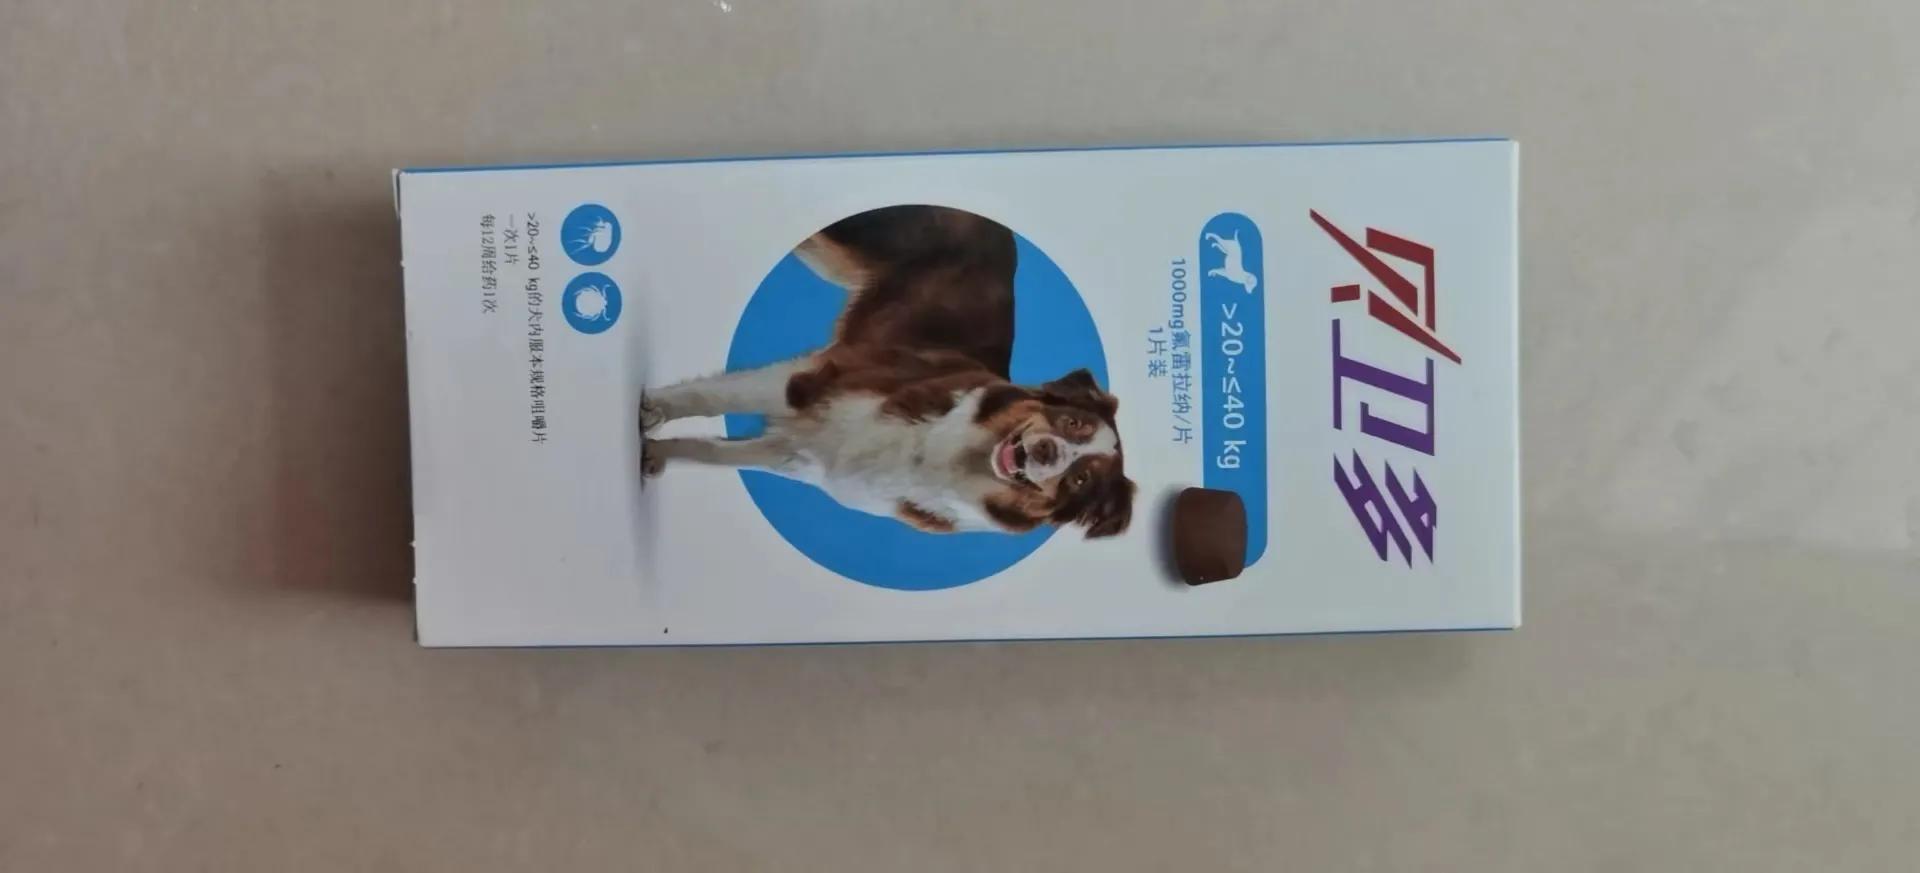 贝卫多
>20~≤40 kg
1000mg氟雷拉纳/片
1片装
>20~≤40 kg的犬内服本规格咀嚼片
一次1片
每12周给药1次